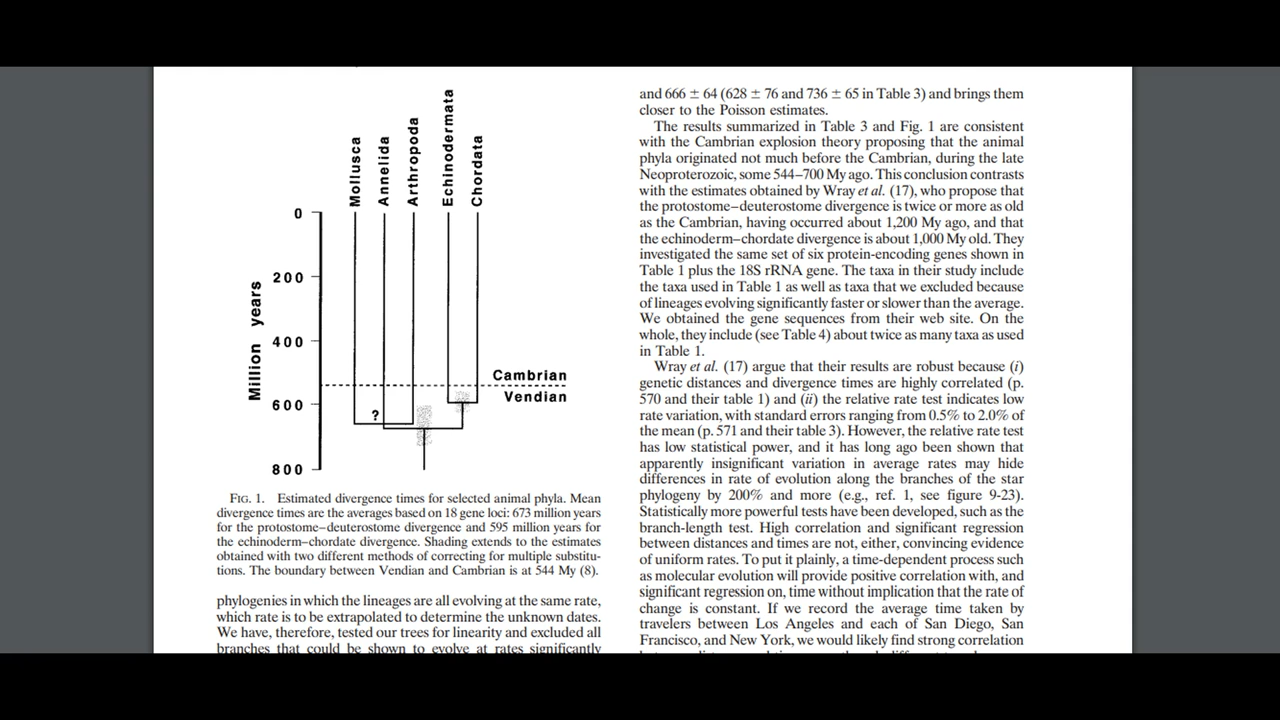 Mollusca
Annelida
Arthropoda
Echinodermata
Chordata
Million years
0
200
400
600
800
Cambrian
Vendian
?
FIG. 1. Estimated divergence times for selected animal phyla. Mean
divergence times are the averages based on 18 gene loci: 673 million years
for the protostome–deuterostome divergence and 595 million years for
the echinoderm–chordate divergence. Shading extends to the estimates
obtained with two different methods of correcting for multiple substitu-
tions. The boundary between Vendian and Cambrian is at 544 My (8).
phylogenies in which the lineages are all evolving at the same rate,
which rate is to be extrapolated to determine the unknown dates.
We have, therefore, tested our trees for linearity and excluded all
branches that could be shown to evolve at rates significantly
and 666 ± 64 (628 ± 76 and 736 ± 65 in Table 3) and brings them
closer to the Poisson estimates.
The results summarized in Table 3 and Fig. 1 are consistent
with the Cambrian explosion theory proposing that the animal
phyla originated not much before the Cambrian, during the late
Neoproterozoic, some 544–700 My ago. This conclusion contrasts
with the estimates obtained by Wray et al. (17), who propose that
the protostome–deuterostome divergence is twice or more as old
as the Cambrian, having occurred about 1,200 My ago, and that
the echinoderm–chordate divergence is about 1,000 My old. They
investigated the same set of six protein-encoding genes shown in
Table 1 plus the 18S rRNA gene. The taxa in their study include
the taxa used in Table 1 as well as taxa that we excluded because
of lineages evolving significantly faster or slower than the average.
We obtained the gene sequences from their web site. On the
whole, they include (see Table 4) about twice as many taxa as used
in Table 1.
Wray et al. (17) argue that their results are robust because (i)
genetic distances and divergence times are highly correlated (p.
570 and their table 1) and (ii) the relative rate test indicates low
rate variation, with standard errors ranging from 0.5% to 2.0% of
the mean (p. 571 and their table 3). However, the relative rate test
has low statistical power, and it has long ago been shown that
apparently insignificant variation in average rates may hide
differences in rate of evolution along the branches of the star
phylogeny by 200% and more (e.g., ref. 1, see figure 9-23).
Statistically more powerful tests have been developed, such as the
branch-length test. High correlation and significant regression
between distances and times are not, either, convincing evidence
of uniform rates. To put it plainly, a time-dependent process such
as molecular evolution will provide positive correlation with, and
significant regression on, time without implication that the rate of
change is constant. If we record the average time taken by
travelers between Los Angeles and each of San Diego, San
Francisco, and New York, we would likely find strong correlation